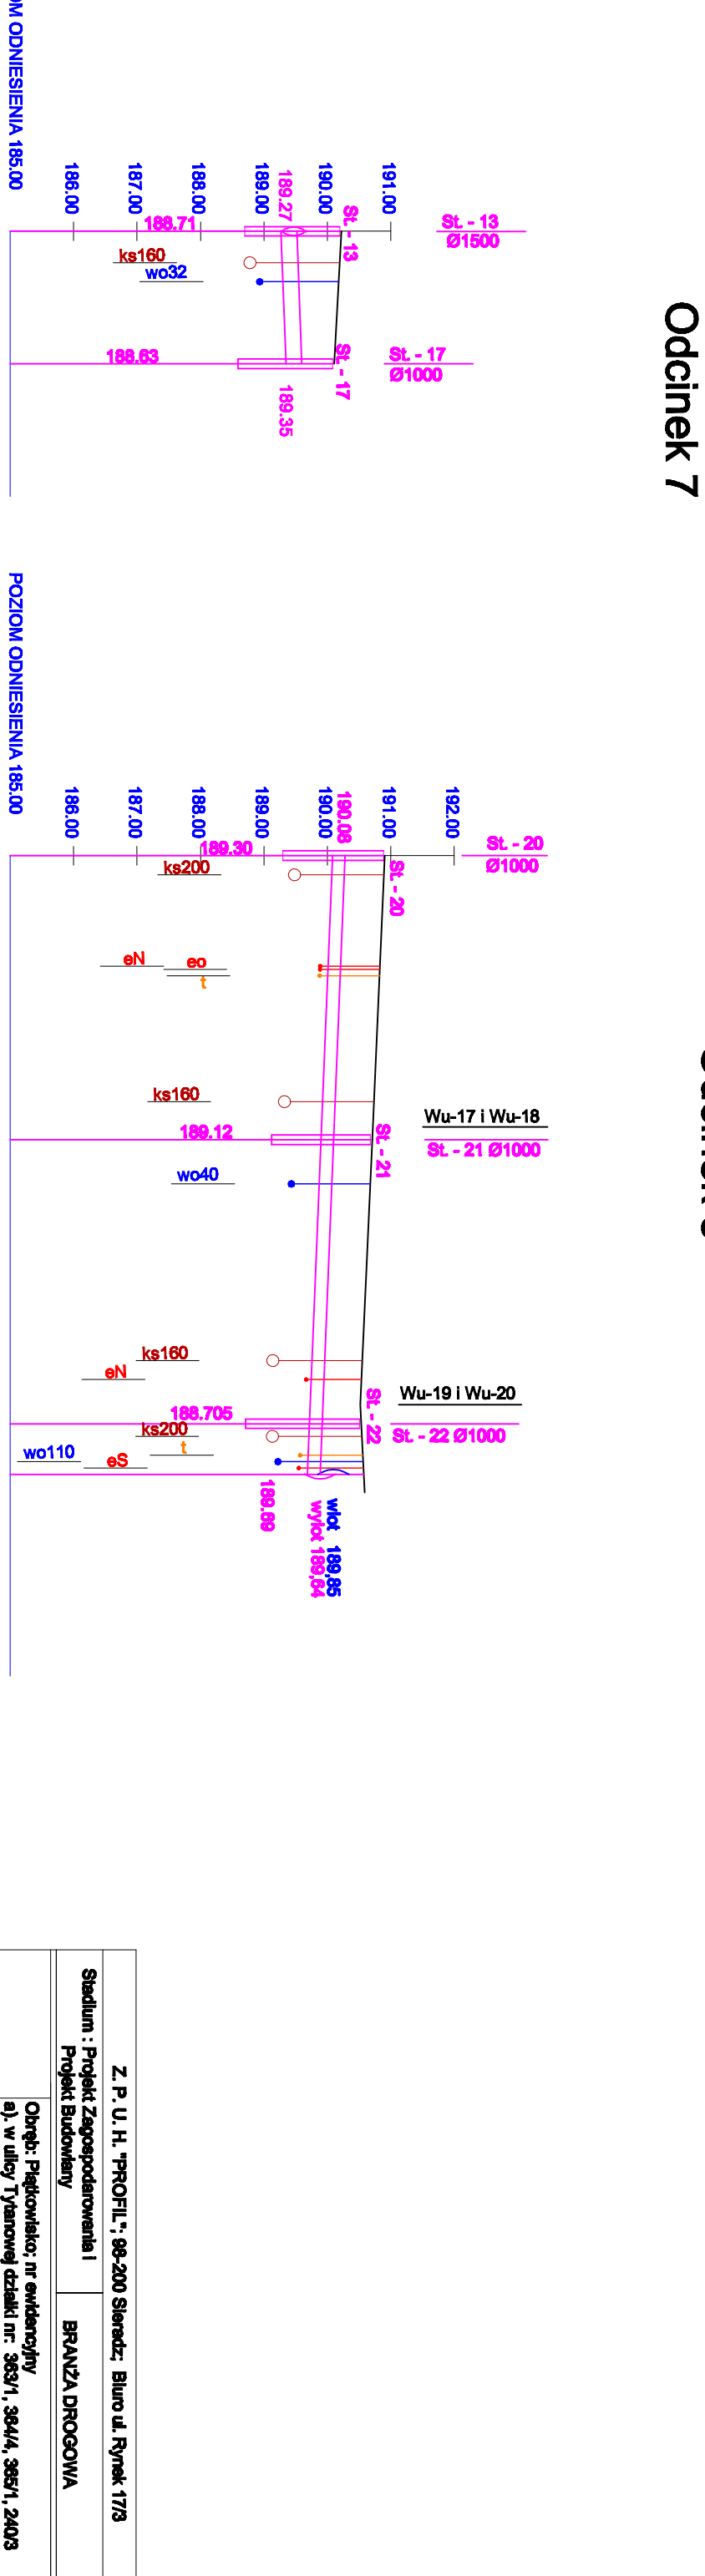 Odcinek 7
St. - 13
Ø1500
St. - 17
Ø1000
191.00
190.00
189.00
188.00
187.00
186.00
St. - 13
189.27
188.71
ks160
wo32
St. - 17
188.63
189.35
OM ODNIESIENIA 185.00
St. - 20
Ø1000
Wu-17 i Wu-18
St. - 21 Ø1000
Wu-19 i Wu-20
St. - 22 Ø1000
192.00
191.00
190.00
189.00
188.00
187.00
186.00
190.08
St. - 20
189.30
ks200
eN
eo
t
ks160
St. - 21
189.12
wo40
ks160
eN
St. - 22
188.705
ks200
t
wo110
eS
189.69
wlot 189,85
wylot 189,64
POZIOM ODNIESIENIA 185.00
Z. P. U. H. "PROFIL"; 98-200 Sieradz; Biuro ul. Rynek 17/3
Stadium : Projekt Zagospodarowania i
Projekt Budowlany
BRANŻA DROGOWA
Obręb: Piątkowisko; nr ewidencyjny
a). w ulicy Tytanowej działki nr: 363/1, 364/4, 365/1, 240/3